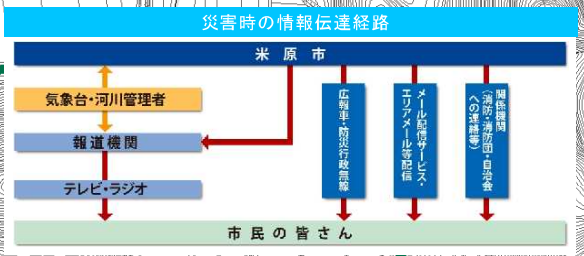 災害時の情報伝達経路
米原市
気象台・河川管理者
報道機関
テレビ・ラジオ
広報車・防災行政無線
メール配信サービス・
エリアメール等配信
関係機関
（消防・消防団・自治会
への連絡等）
市民の皆さん